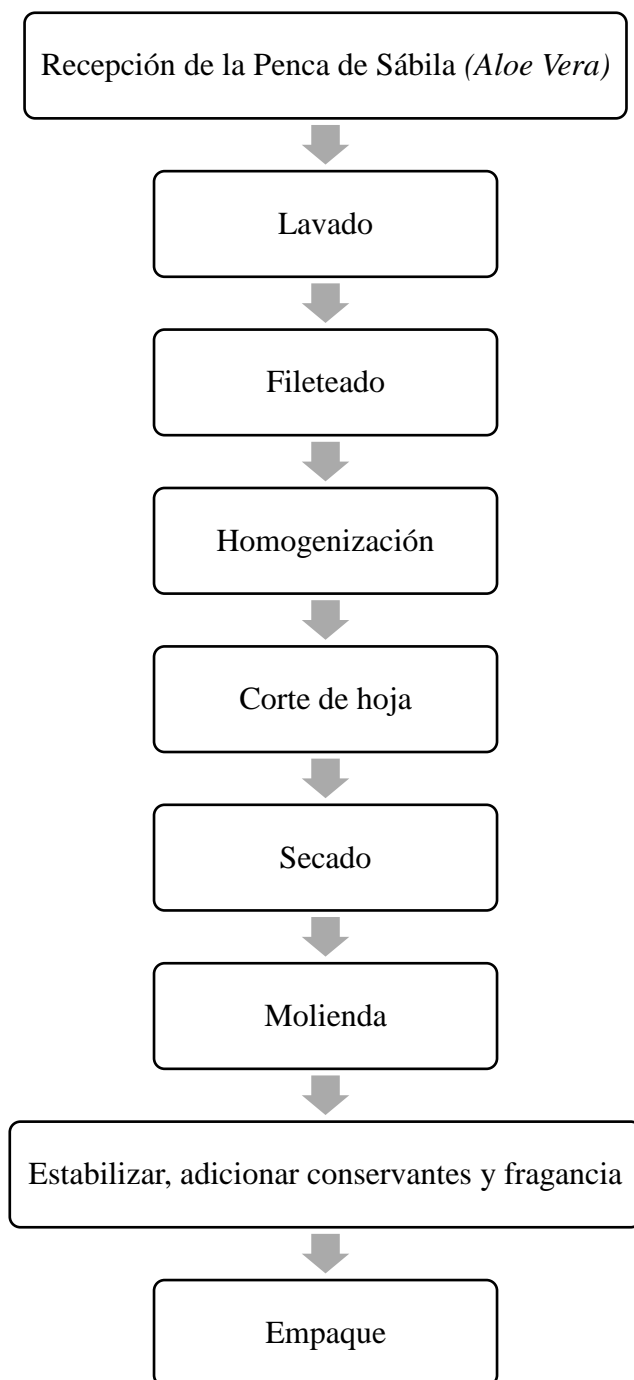 Recepción de la Penca de Sábila (Aloe Vera)
Lavado
Fileteado
Homogenización
Corte de hoja
Secado
Molienda
Estabilizar, adicionar conservantes y fragancia
Empaque